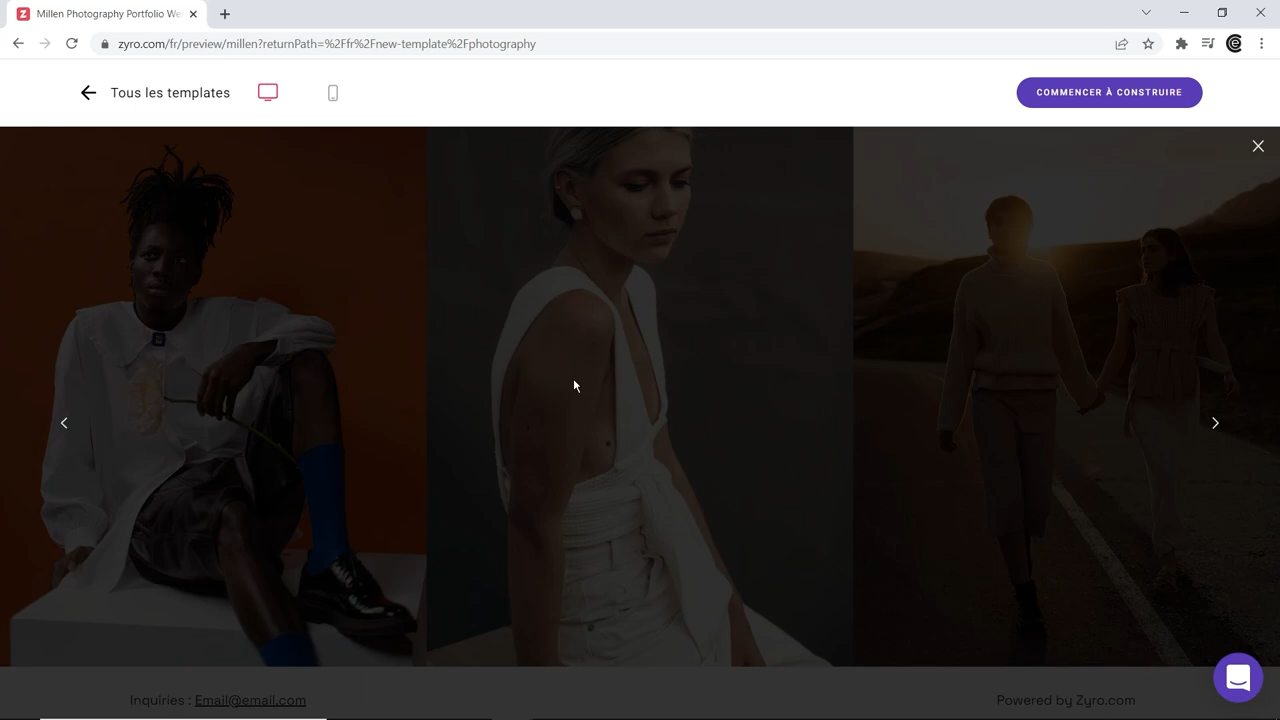 Millen Photography Portfolio We
zyro.com/fr/preview/millen?returnPath=%2Ffr%2Fnew-template%2Fphotography
Tous les templates
COMMENCER À CONSTRUIRE
Inquiries : Email@email.com
Powered by Zyro.com